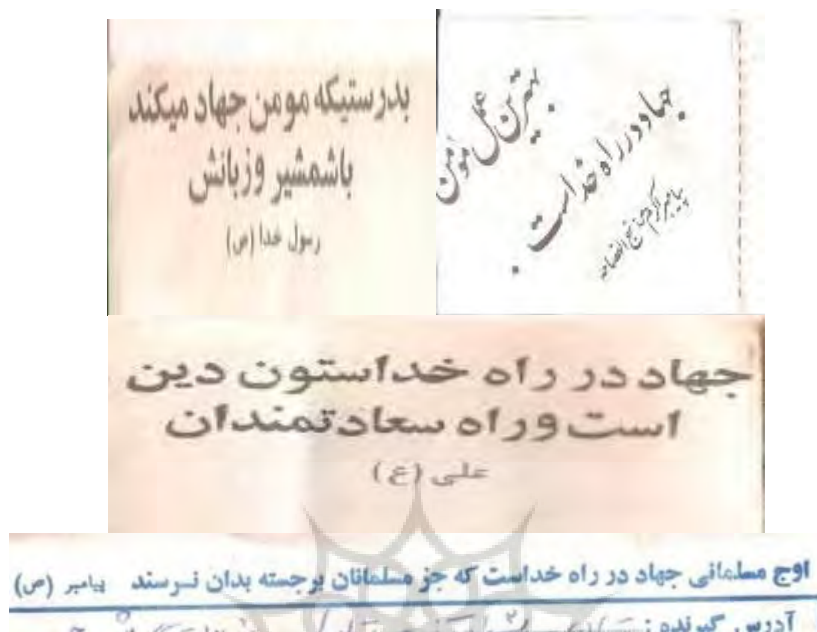 بهترین عمل مومن
جهاد در راه خداست .
پیامبر اکرم
بدرستیکه مومن جهاد میکند
باشمشیر وزبانش
رسول خدا (ص)
جهاد در راه خداستون دین
است وراه سعادتمندان
علی (ع)
اوج مسلمانی جهاد در راه خداست که جز مسلمانان برجسته بدان نرسند پیامبر (ص)
آدرس گیرنده :